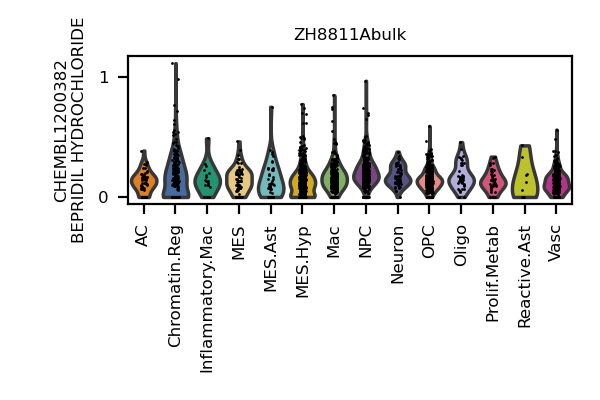 ZH8811Abulk
CHEMBL1200382
BEPRIDIL HYDROCHLORIDE
1
0
AC
Chromatin.Reg
Inflammatory.Mac
MES
MES.Ast
MES.Hyp
Mac
NPC
Neuron
OPC
Oligo
Prolif.Metab
Reactive.Ast
Vasc